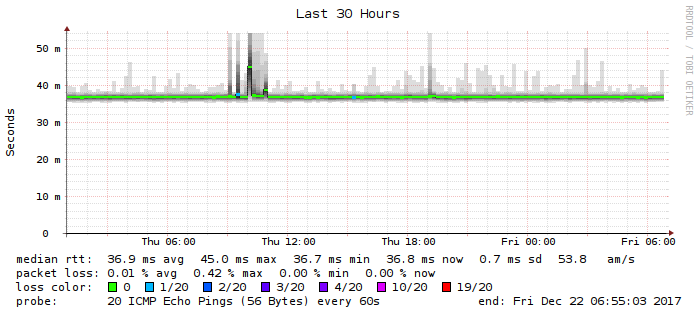 Last 30 Hours
RRDTOOL / TOBI OETIKER
Seconds
50 m
40 m
30 m
20 m
10 m
0
Thu 06:00 Thu 12:00 Thu 18:00 Fri 00:00 Fri 06:00
median rtt: 36.9 ms avg 45.0 ms max 36.7 ms min 36.8 ms now 0.7 ms sd 53.8 am/s
packet loss: 0.01 % avg 0.42 % max 0.00 % min 0.00 % now
loss color: 0 1/20 2/20 3/20 4/20 10/20 19/20
probe: 20 ICMP Echo Pings (56 Bytes) every 60s end: Fri Dec 22 06:55:03 2017